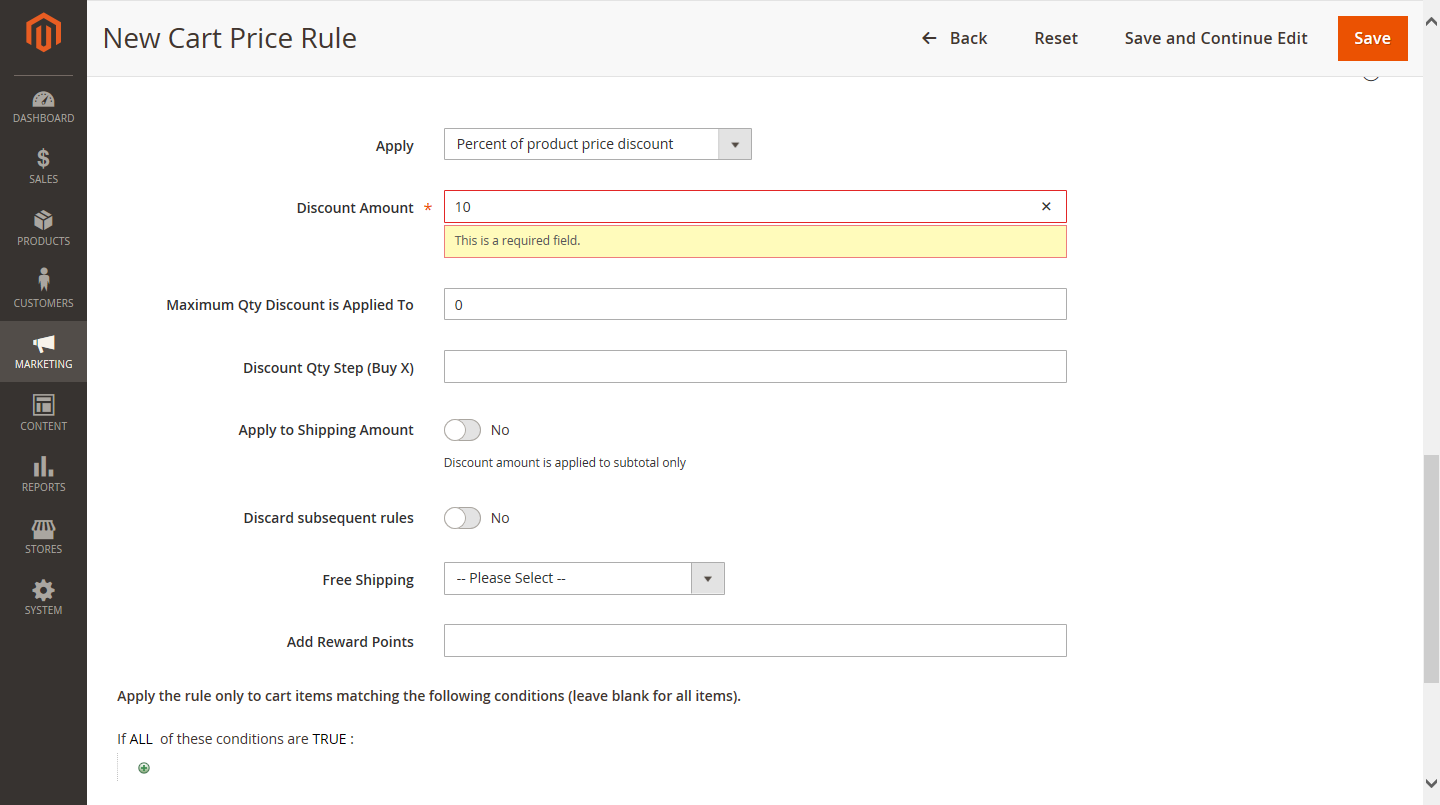 New Cart Price Rule
Back
Reset
Save and Continue Edit
Save
DASHBOARD
SALES
PRODUCTS
CUSTOMERS
MARKETING
CONTENT
REPORTS
STORES
SYSTEM
Apply
Percent of product price discount
Discount Amount *
10
This is a required field.
Maximum Qty Discount is Applied To
0
Discount Qty Step (Buy X)
Apply to Shipping Amount
No
Discount amount is applied to subtotal only
Discard subsequent rules
No
Free Shipping
-- Please Select --
Add Reward Points
Apply the rule only to cart items matching the following conditions (leave blank for all items).
If ALL of these conditions are TRUE :